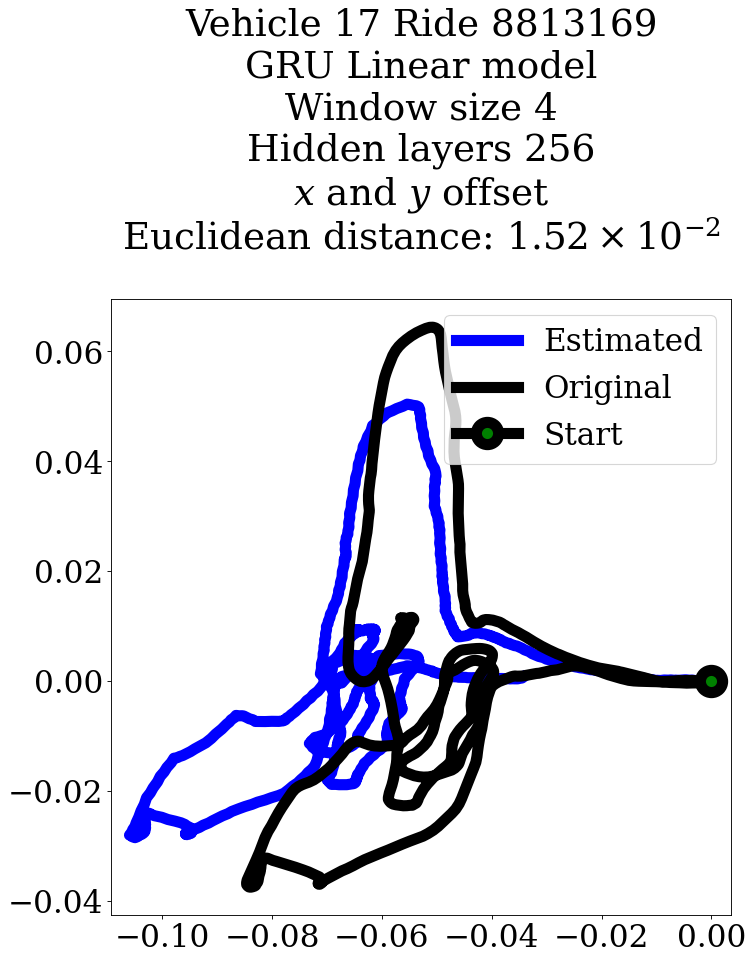 Vehicle 17 Ride 8813169
GRU Linear model
Window size 4
Hidden layers 256
x and y offset
Euclidean distance: 1.52 × 10⁻²
Estimated
Original
Start
0.06
0.04
0.02
0.00
−0.02
−0.04
−0.10 −0.08 −0.06 −0.04 −0.02 0.00